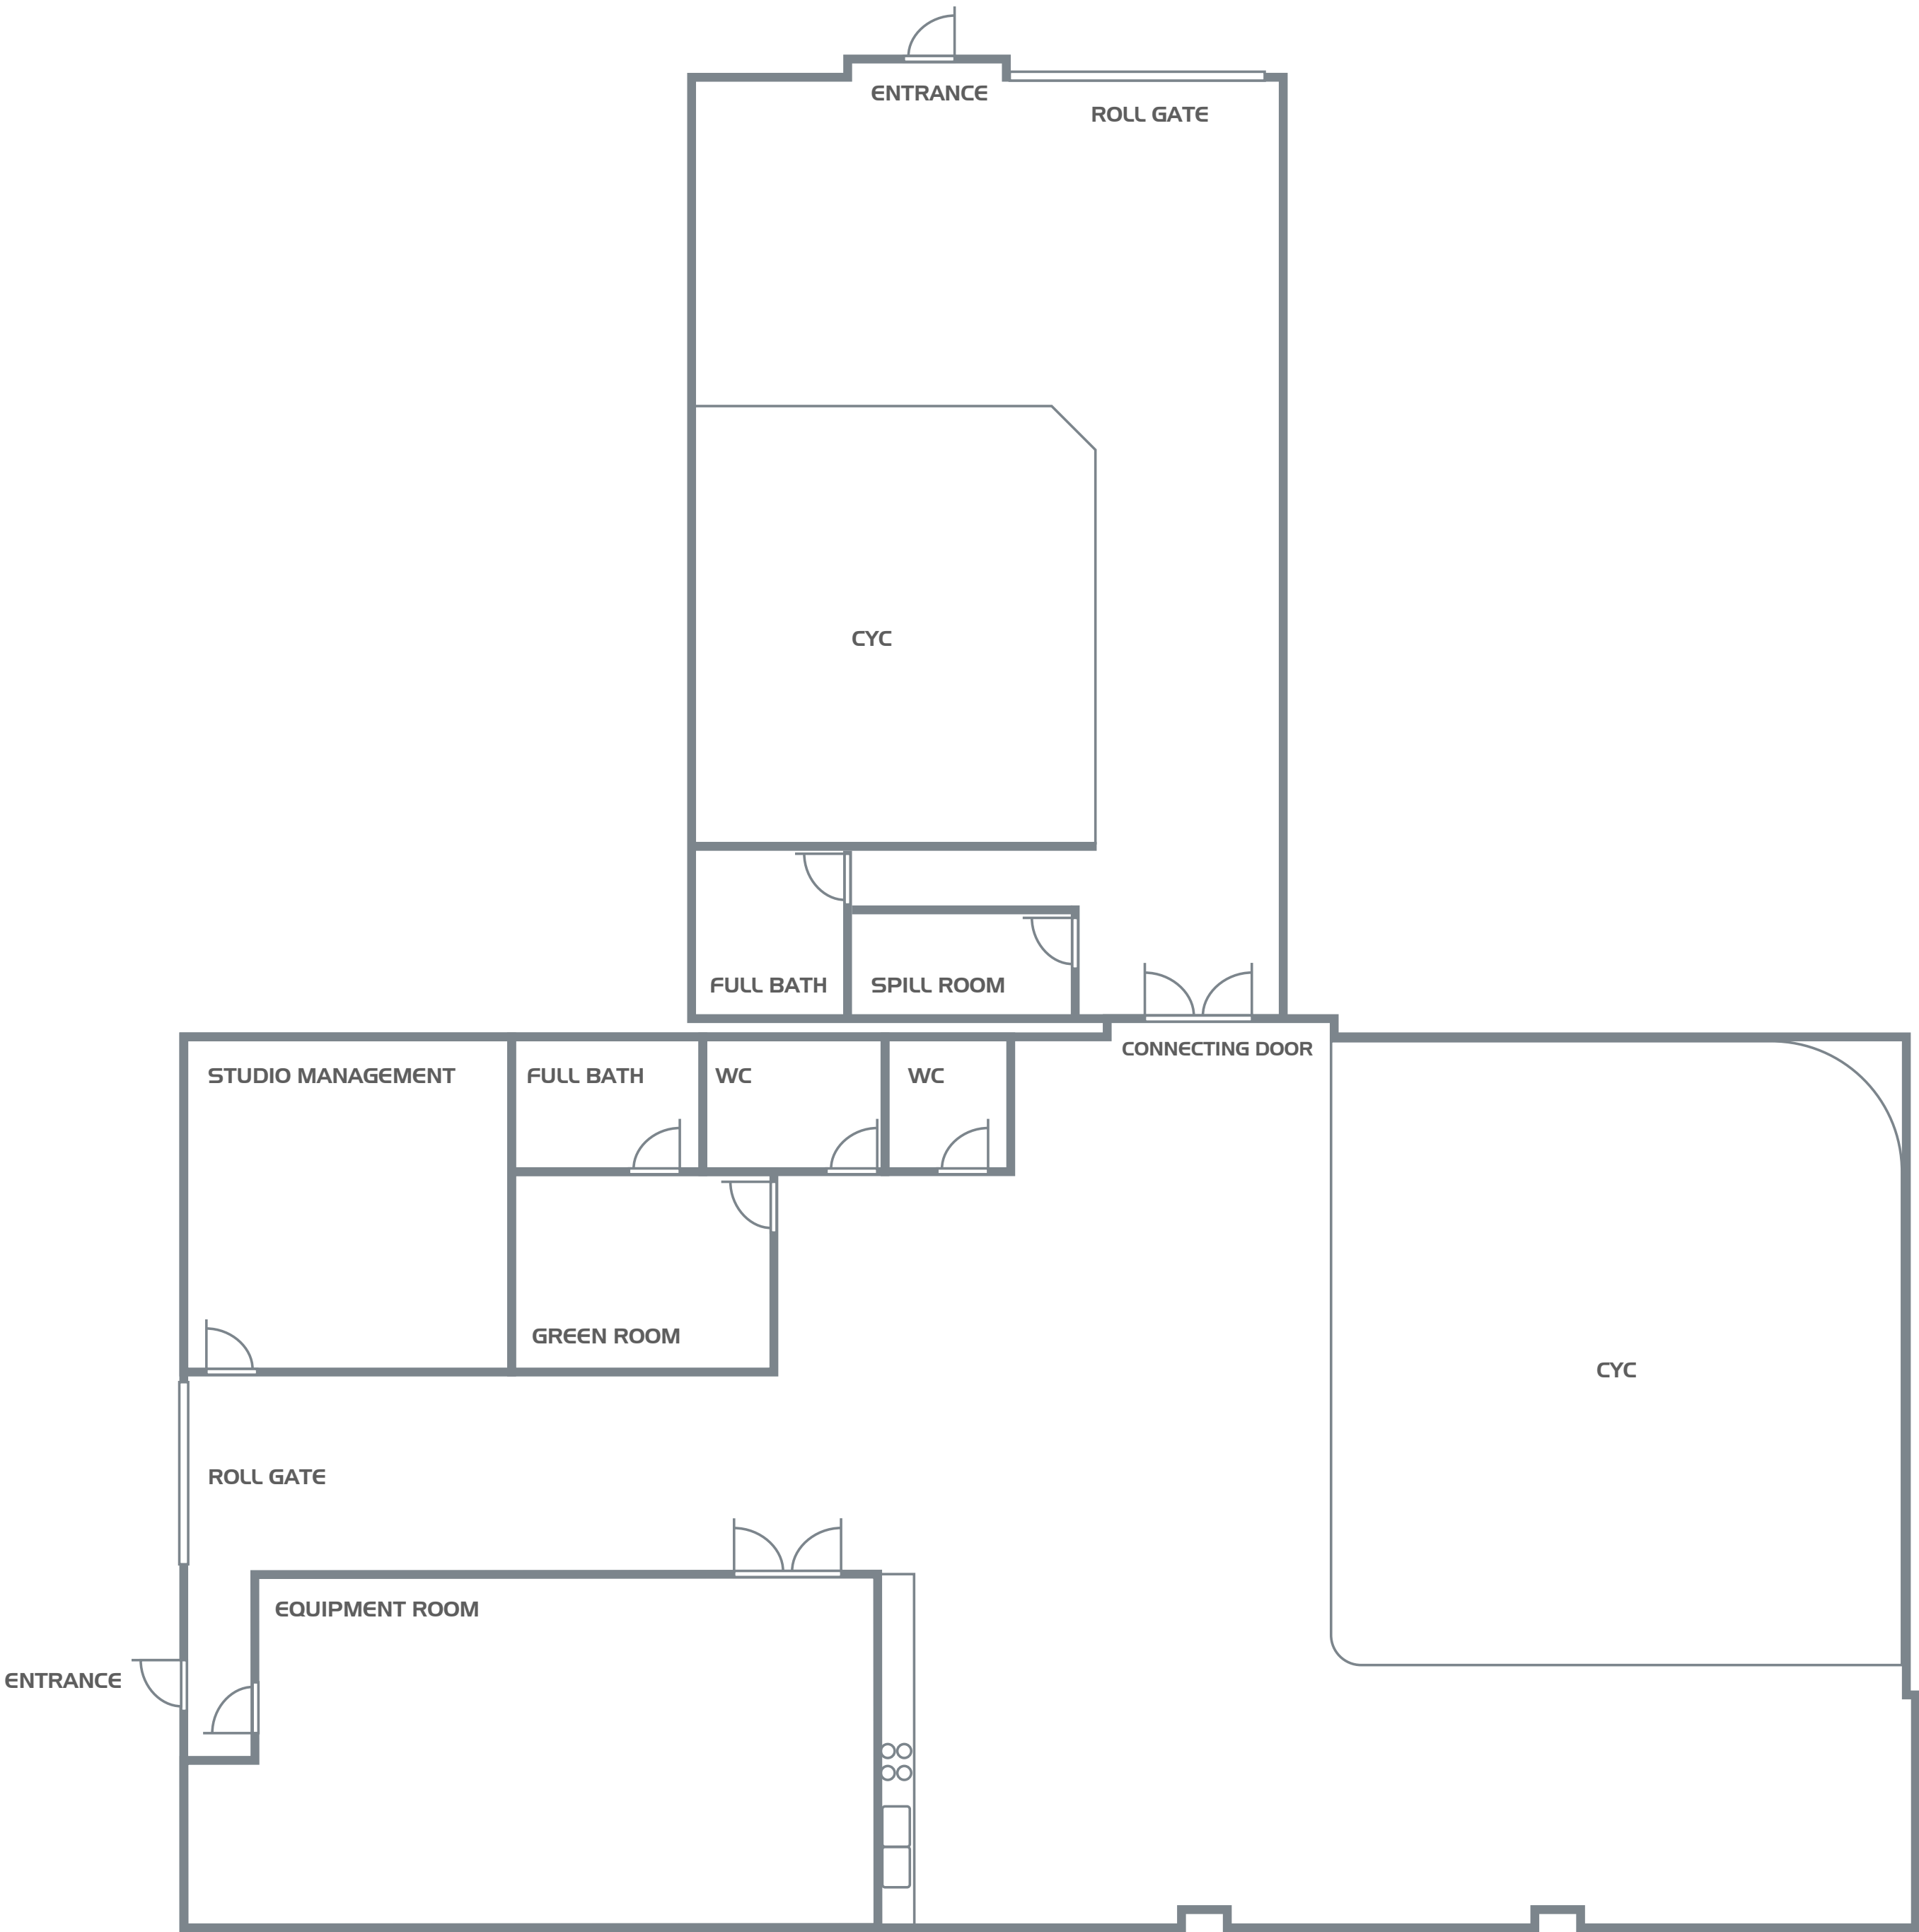 ENTRANCE
ROLL GATE
CYC
FULL BATH
SPILL ROOM
CONNECTING DOOR
STUDIO MANAGEMENT
FULL BATH
WC
WC
GREEN ROOM
CYC
ROLL GATE
EQUIPMENT ROOM
ENTRANCE